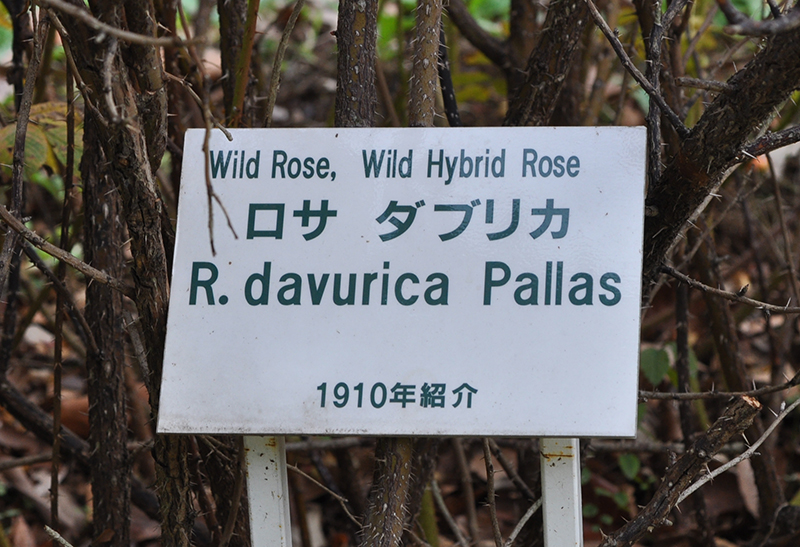 Wild Rose, Wild Hybrid Rose
ロサ ダブリカ
R. davurica Pallas
1910年紹介